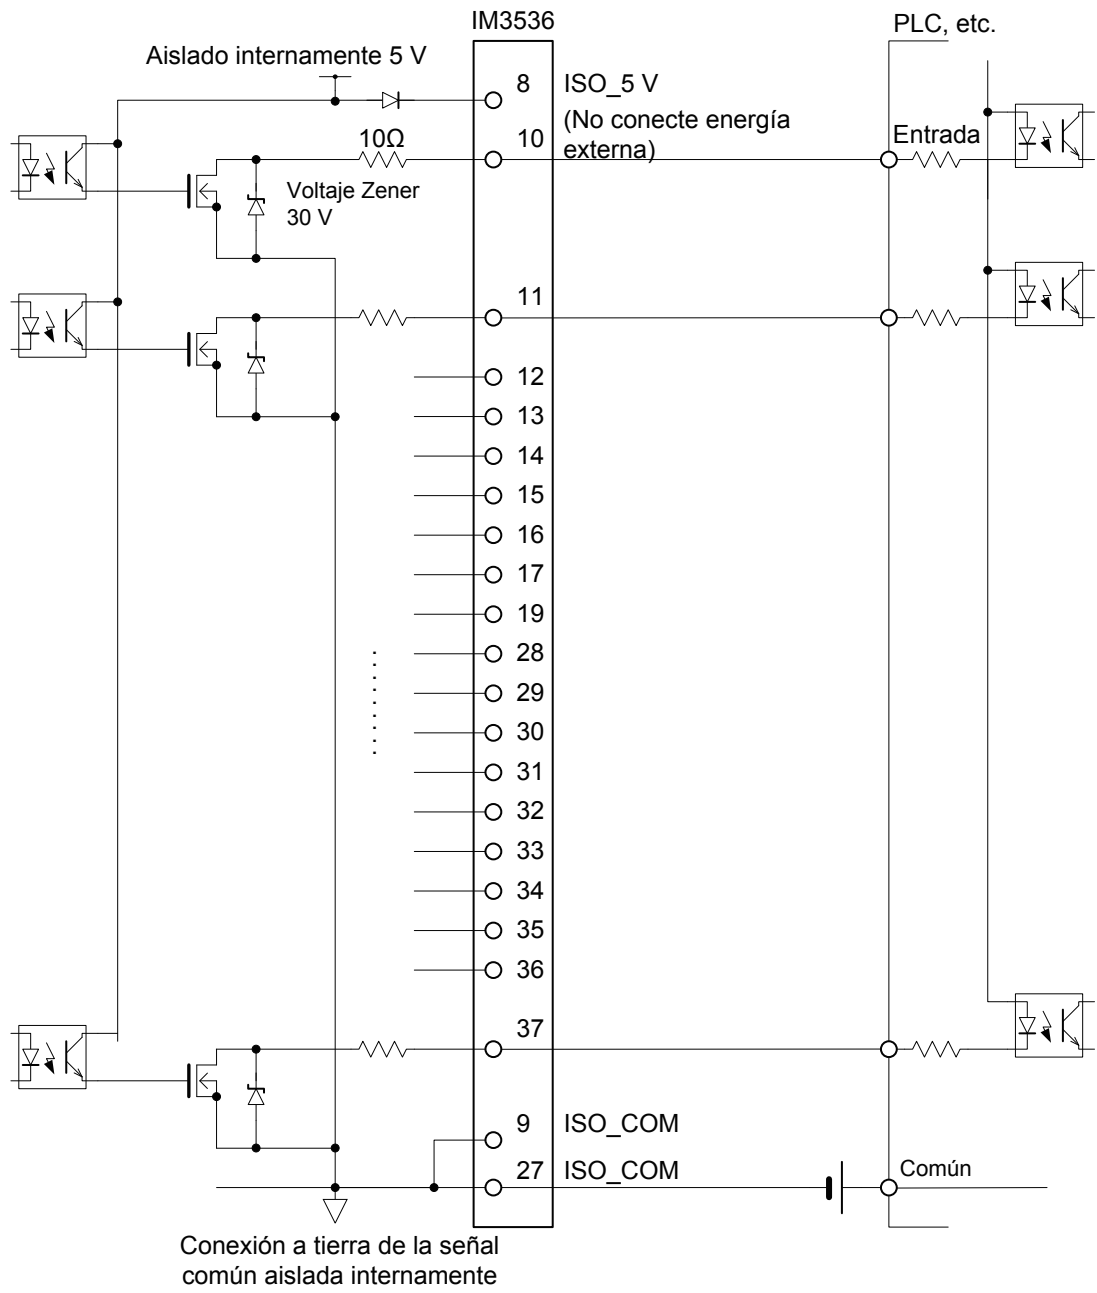 IM3536
PLC, etc.
Aislado internamente 5 V
8
ISO_5 V
(No conecte energía
externa)
10
10Ω
Entrada
Voltaje Zener
30 V
11
12
13
14
15
16
17
19
28
29
30
31
32
33
34
35
36
37
9
ISO_COM
27
ISO_COM
Común
Conexión a tierra de la señal
común aislada internamente